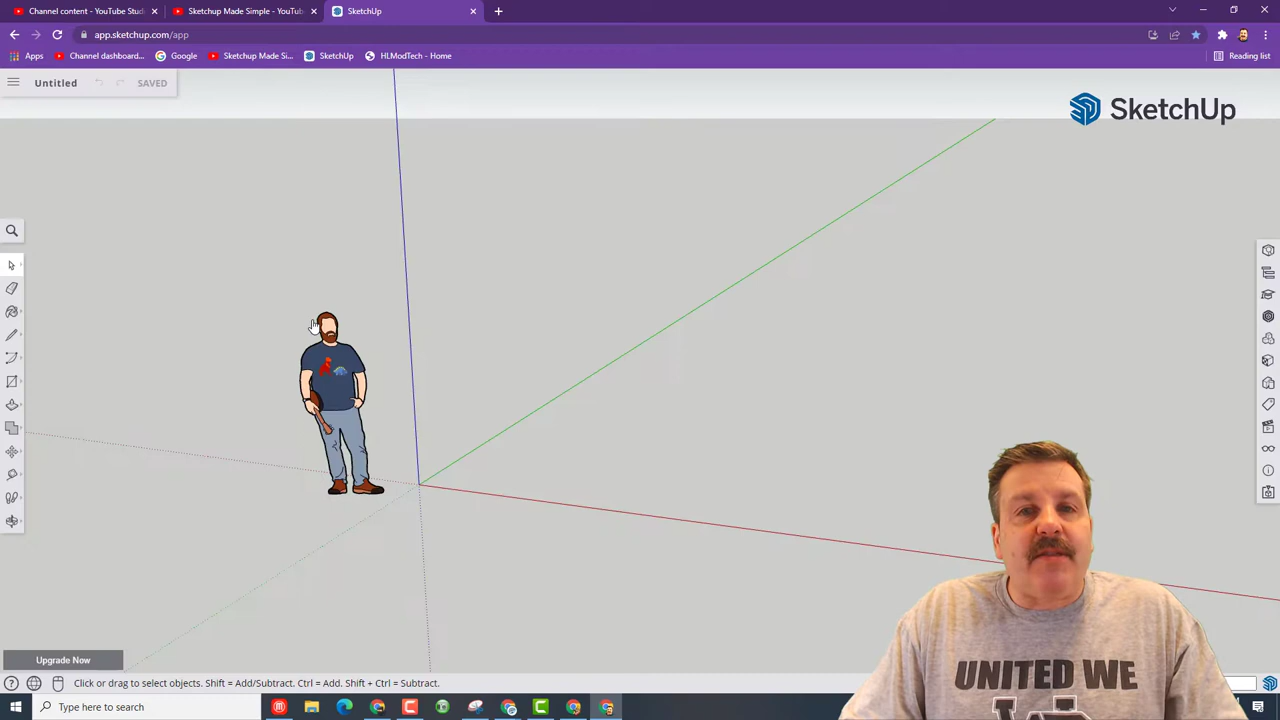 Channel content - YouTube Stud
Sketchup Made Simple - YouTub
SketchUp
app.sketchup.com/app
Apps
Channel dashboard...
Google
Sketchup Made Si...
SketchUp
HLModTech - Home
Reading list
Untitled
SAVED
SketchUp
Upgrade Now
Click or drag to select objects. Shift = Add/Subtract. Ctrl = Add. Shift + Ctrl = Subtract.
UNITED WE
Type here to search